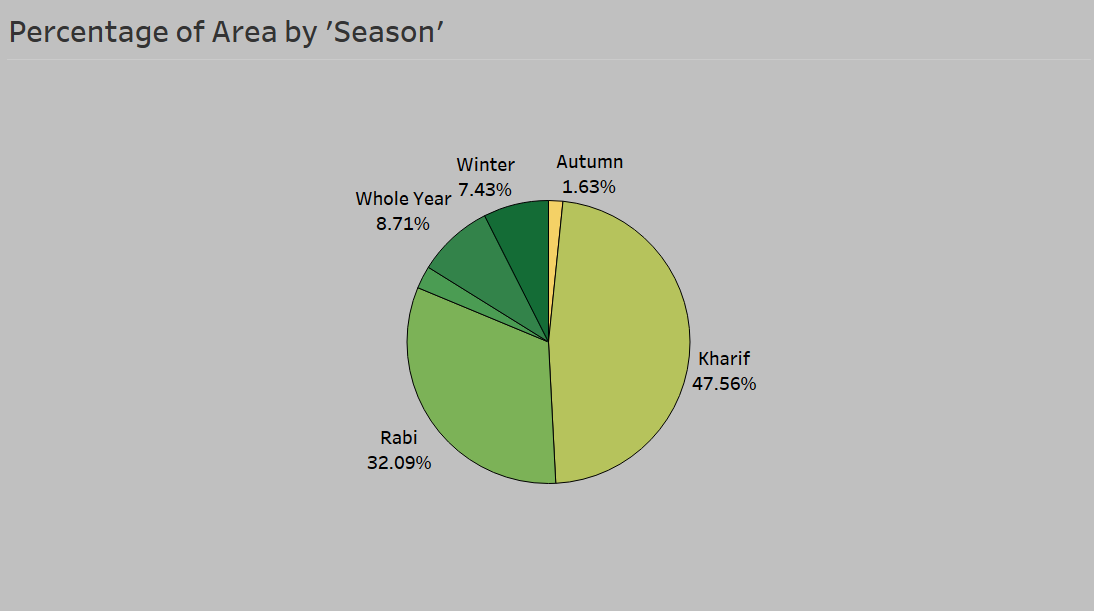 Percentage of Area by ’Season’
Winter
7.43%
Autumn
1.63%
Whole Year
8.71%
Kharif
47.56%
Rabi
32.09%